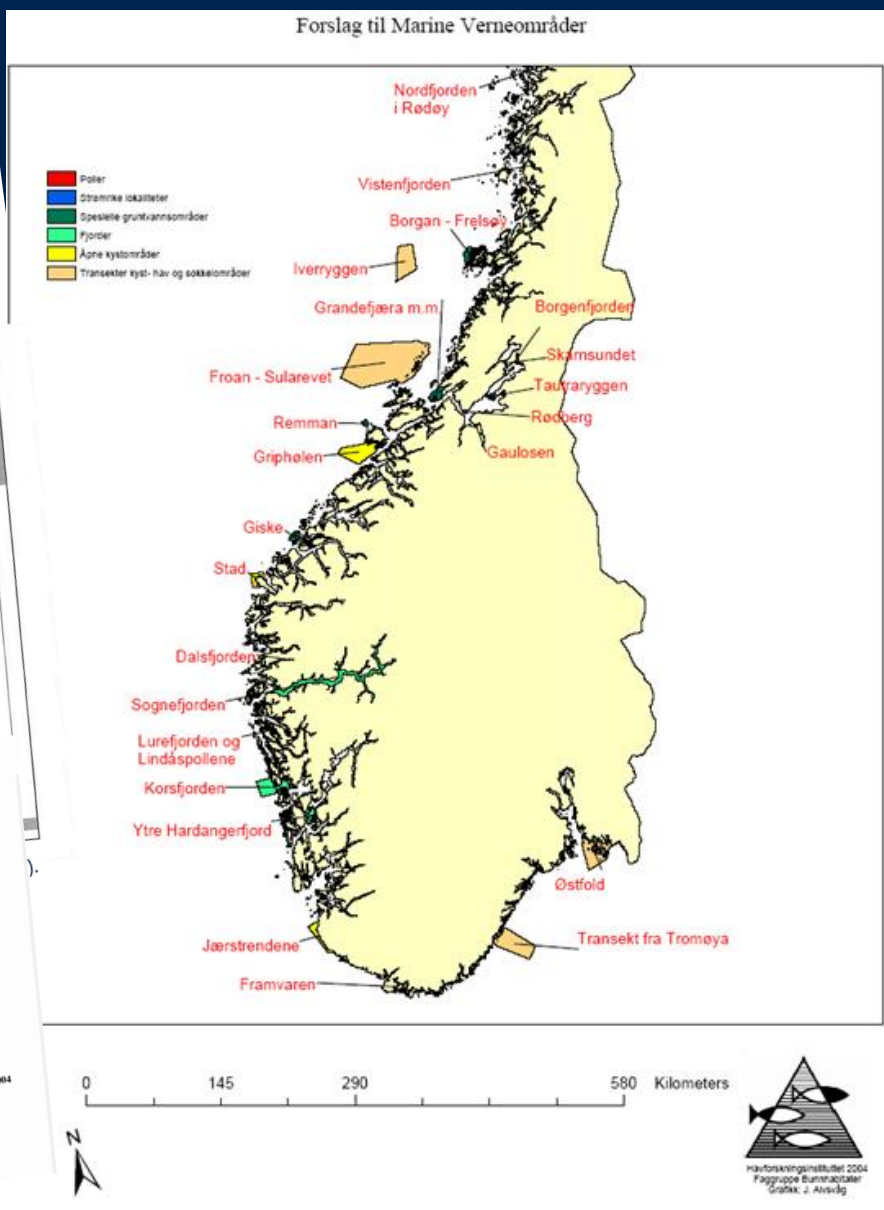 Forslag til Marine Verneområder
Nordfjorden
i Rødøy
Poller
Strømrike lokaliteter
Spesielle gruntvannsområder
Fjorder
Åpne kystområder
Transekter kyst- hav og sokkelområder
Vistenfjorden
Borgan - Frelsøy
Iverryggen
Grandefjæra m.m.
Borgenfjorden
Skarnsundet
Froan - Sularevet
Tautraryggen
Rødberg
Remman
Gaulosen
Griphølen
Giske
Stad
Dalsfjorden
Sognefjorden
Lurefjorden og
Lindåspollene
Korsfjorden
Ytre Hardangerfjord
).
Østfold
Transekt fra Tromøya
Jærstrendene
Framvaren
04
0 145 290 580 Kilometers
N
Havforskningsinstituttet 2004
Faggruppe Bunnhabitater
Grafikk: J. Alvsvåg